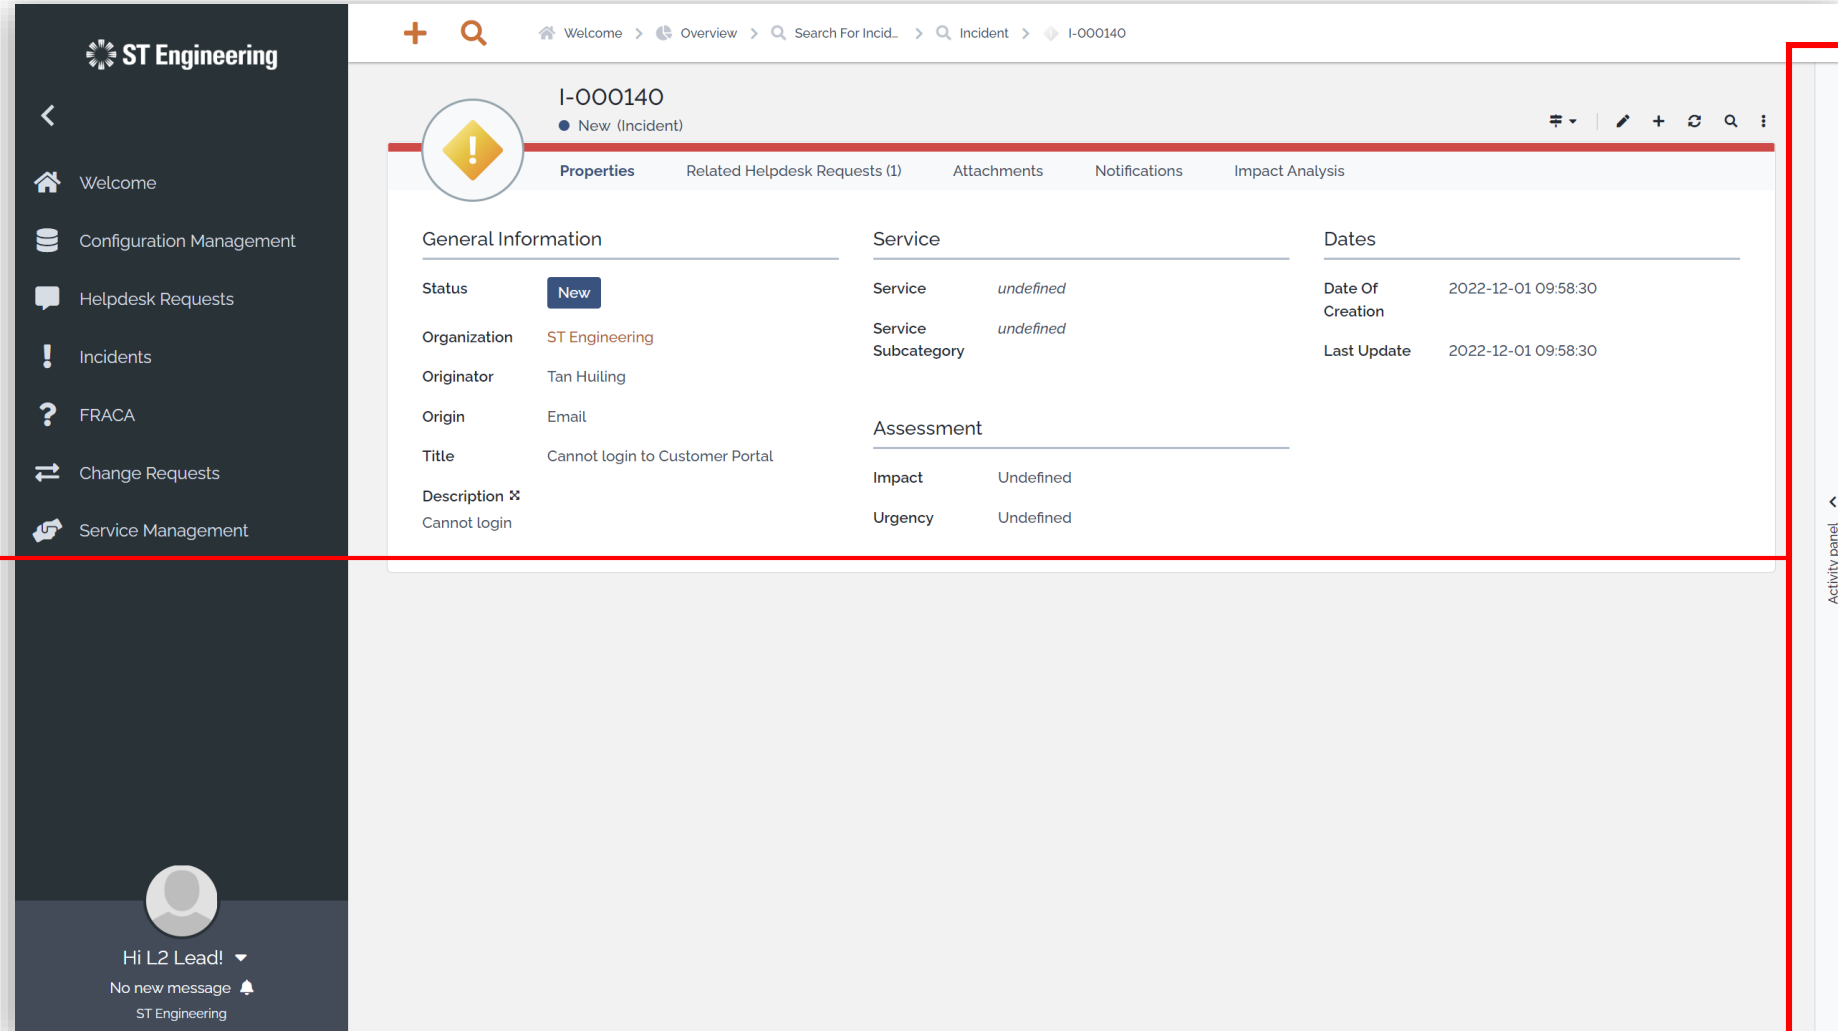 ST Engineering
Welcome
Configuration Management
Helpdesk Requests
Incidents
FRACA
Change Requests
Service Management
Hi L2 Lead!
No new message
ST Engineering
Welcome > Overview > Search For Incid... > Incident > I-000140
I-000140
New (Incident)
Properties Related Helpdesk Requests (1) Attachments Notifications Impact Analysis
General Information
Status New
Organization ST Engineering
Originator Tan Huiling
Origin Email
Title Cannot login to Customer Portal
Description
Cannot login
Service
Service undefined
Service
Subcategory undefined
Assessment
Impact Undefined
Urgency Undefined
Dates
Date Of
Creation 2022-12-01 09:58:30
Last Update 2022-12-01 09:58:30
Activity panel